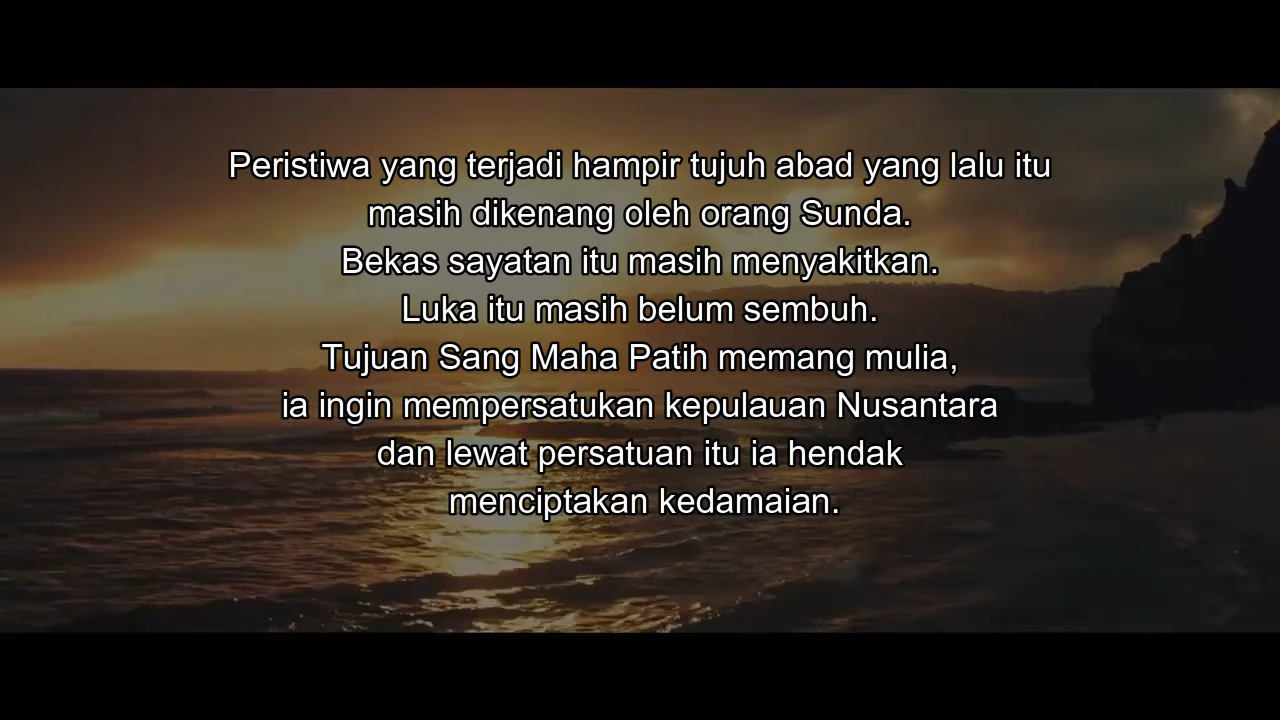 Peristiwa yang terjadi hampir tujuh abad yang lalu itu
masih dikenang oleh orang Sunda.
Bekas sayatan itu masih menyakitkan.
Luka itu masih belum sembuh.
Tujuan Sang Maha Patih memang mulia,
ia ingin mempersatukan kepulauan Nusantara
dan lewat persatuan itu ia hendak
menciptakan kedamaian.